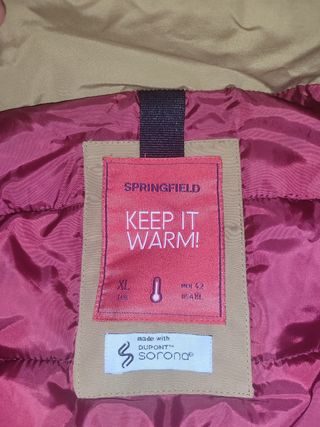 SPRINGFIELD
KEEP IT
WARM!
XL
made with
DUPONT™
sorona®